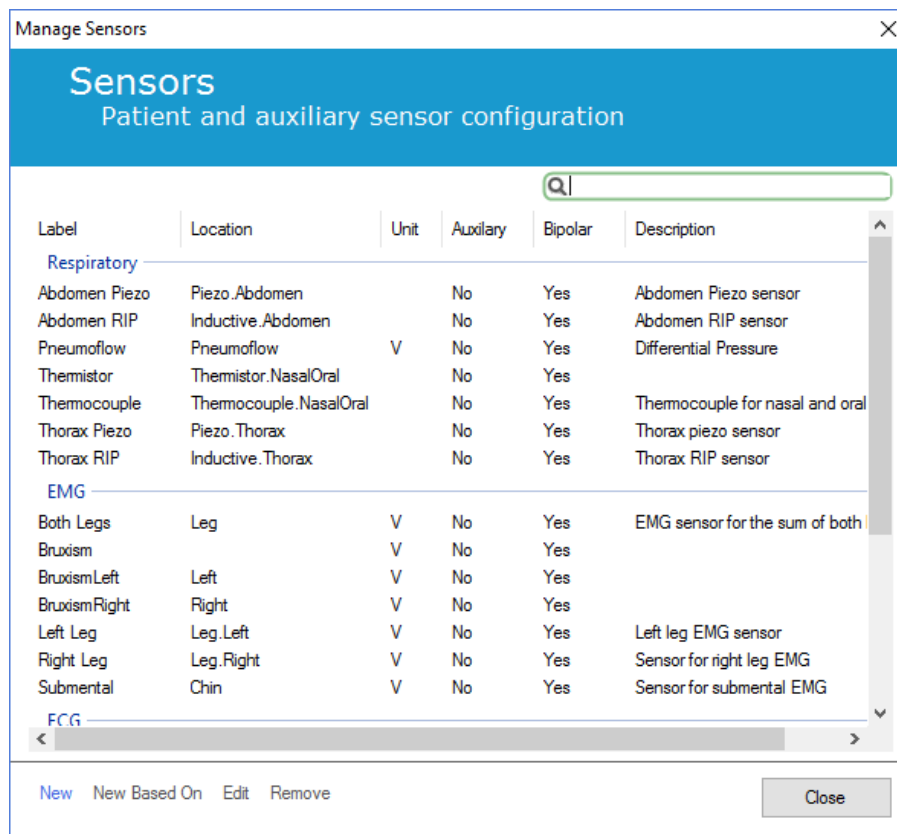 Manage Sensors
Sensors
Patient and auxiliary sensor configuration
Label Location Unit Auxilary Bipolar Description
Respiratory
Abdomen Piezo Piezo.Abdomen No Yes Abdomen Piezo sensor
Abdomen RIP Inductive.Abdomen No Yes Abdomen RIP sensor
Pneumoflow Pneumoflow V No Yes Differential Pressure
Thermistor Thermistor.NasalOral No Yes
Thermocouple Thermocouple.NasalOral No Yes Thermocouple for nasal and oral
Thorax Piezo Piezo.Thorax No Yes Thorax piezo sensor
Thorax RIP Inductive.Thorax No Yes Thorax RIP sensor
EMG
Both Legs Leg V No Yes EMG sensor for the sum of both
Bruxism V No Yes
BruxismLeft Left V No Yes
BruxismRight Right V No Yes
Left Leg Leg.Left V No Yes Left leg EMG sensor
Right Leg Leg.Right V No Yes Sensor for right leg EMG
Submental Chin V No Yes Sensor for submental EMG
ECG
New New Based On Edit Remove Close